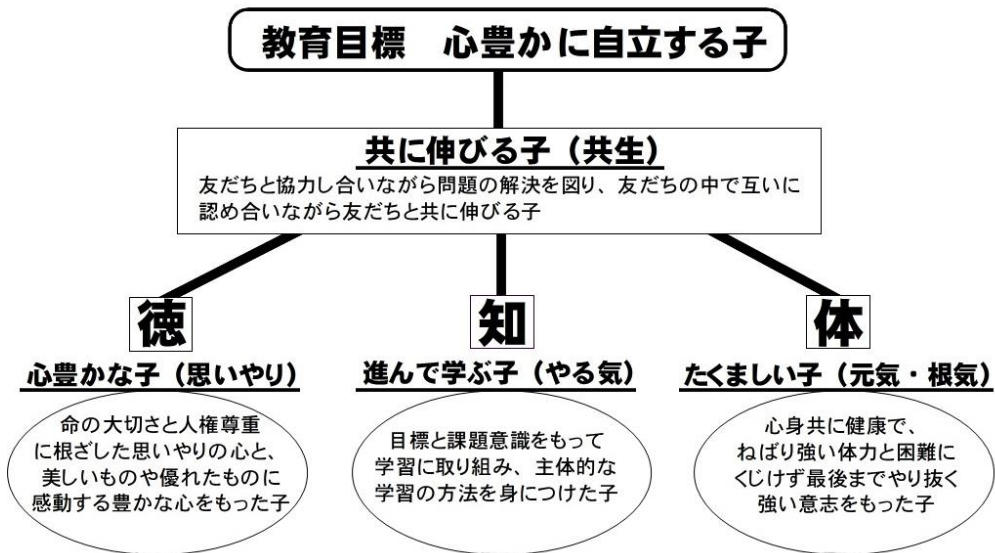 教育目標　心豊かに自立する子
共に伸びる子（共生）
友だちと協力し合いながら問題の解決を図り、友だちの中で互いに
認め合いながら友だちと共に伸びる子
徳
心豊かな子（思いやり）
命の大切さと人権尊重
に根ざした思いやりの心と、
美しいものや優れたものに
感動する豊かな心をもった子
知
進んで学ぶ子（やる気）
目標と課題意識をもって
学習に取り組み、主体的な
学習の方法を身につけた子
体
たくましい子（元気・根気）
心身共に健康で、
ねばり強い体力と困難に
くじけず最後までやり抜く
強い意志をもった子